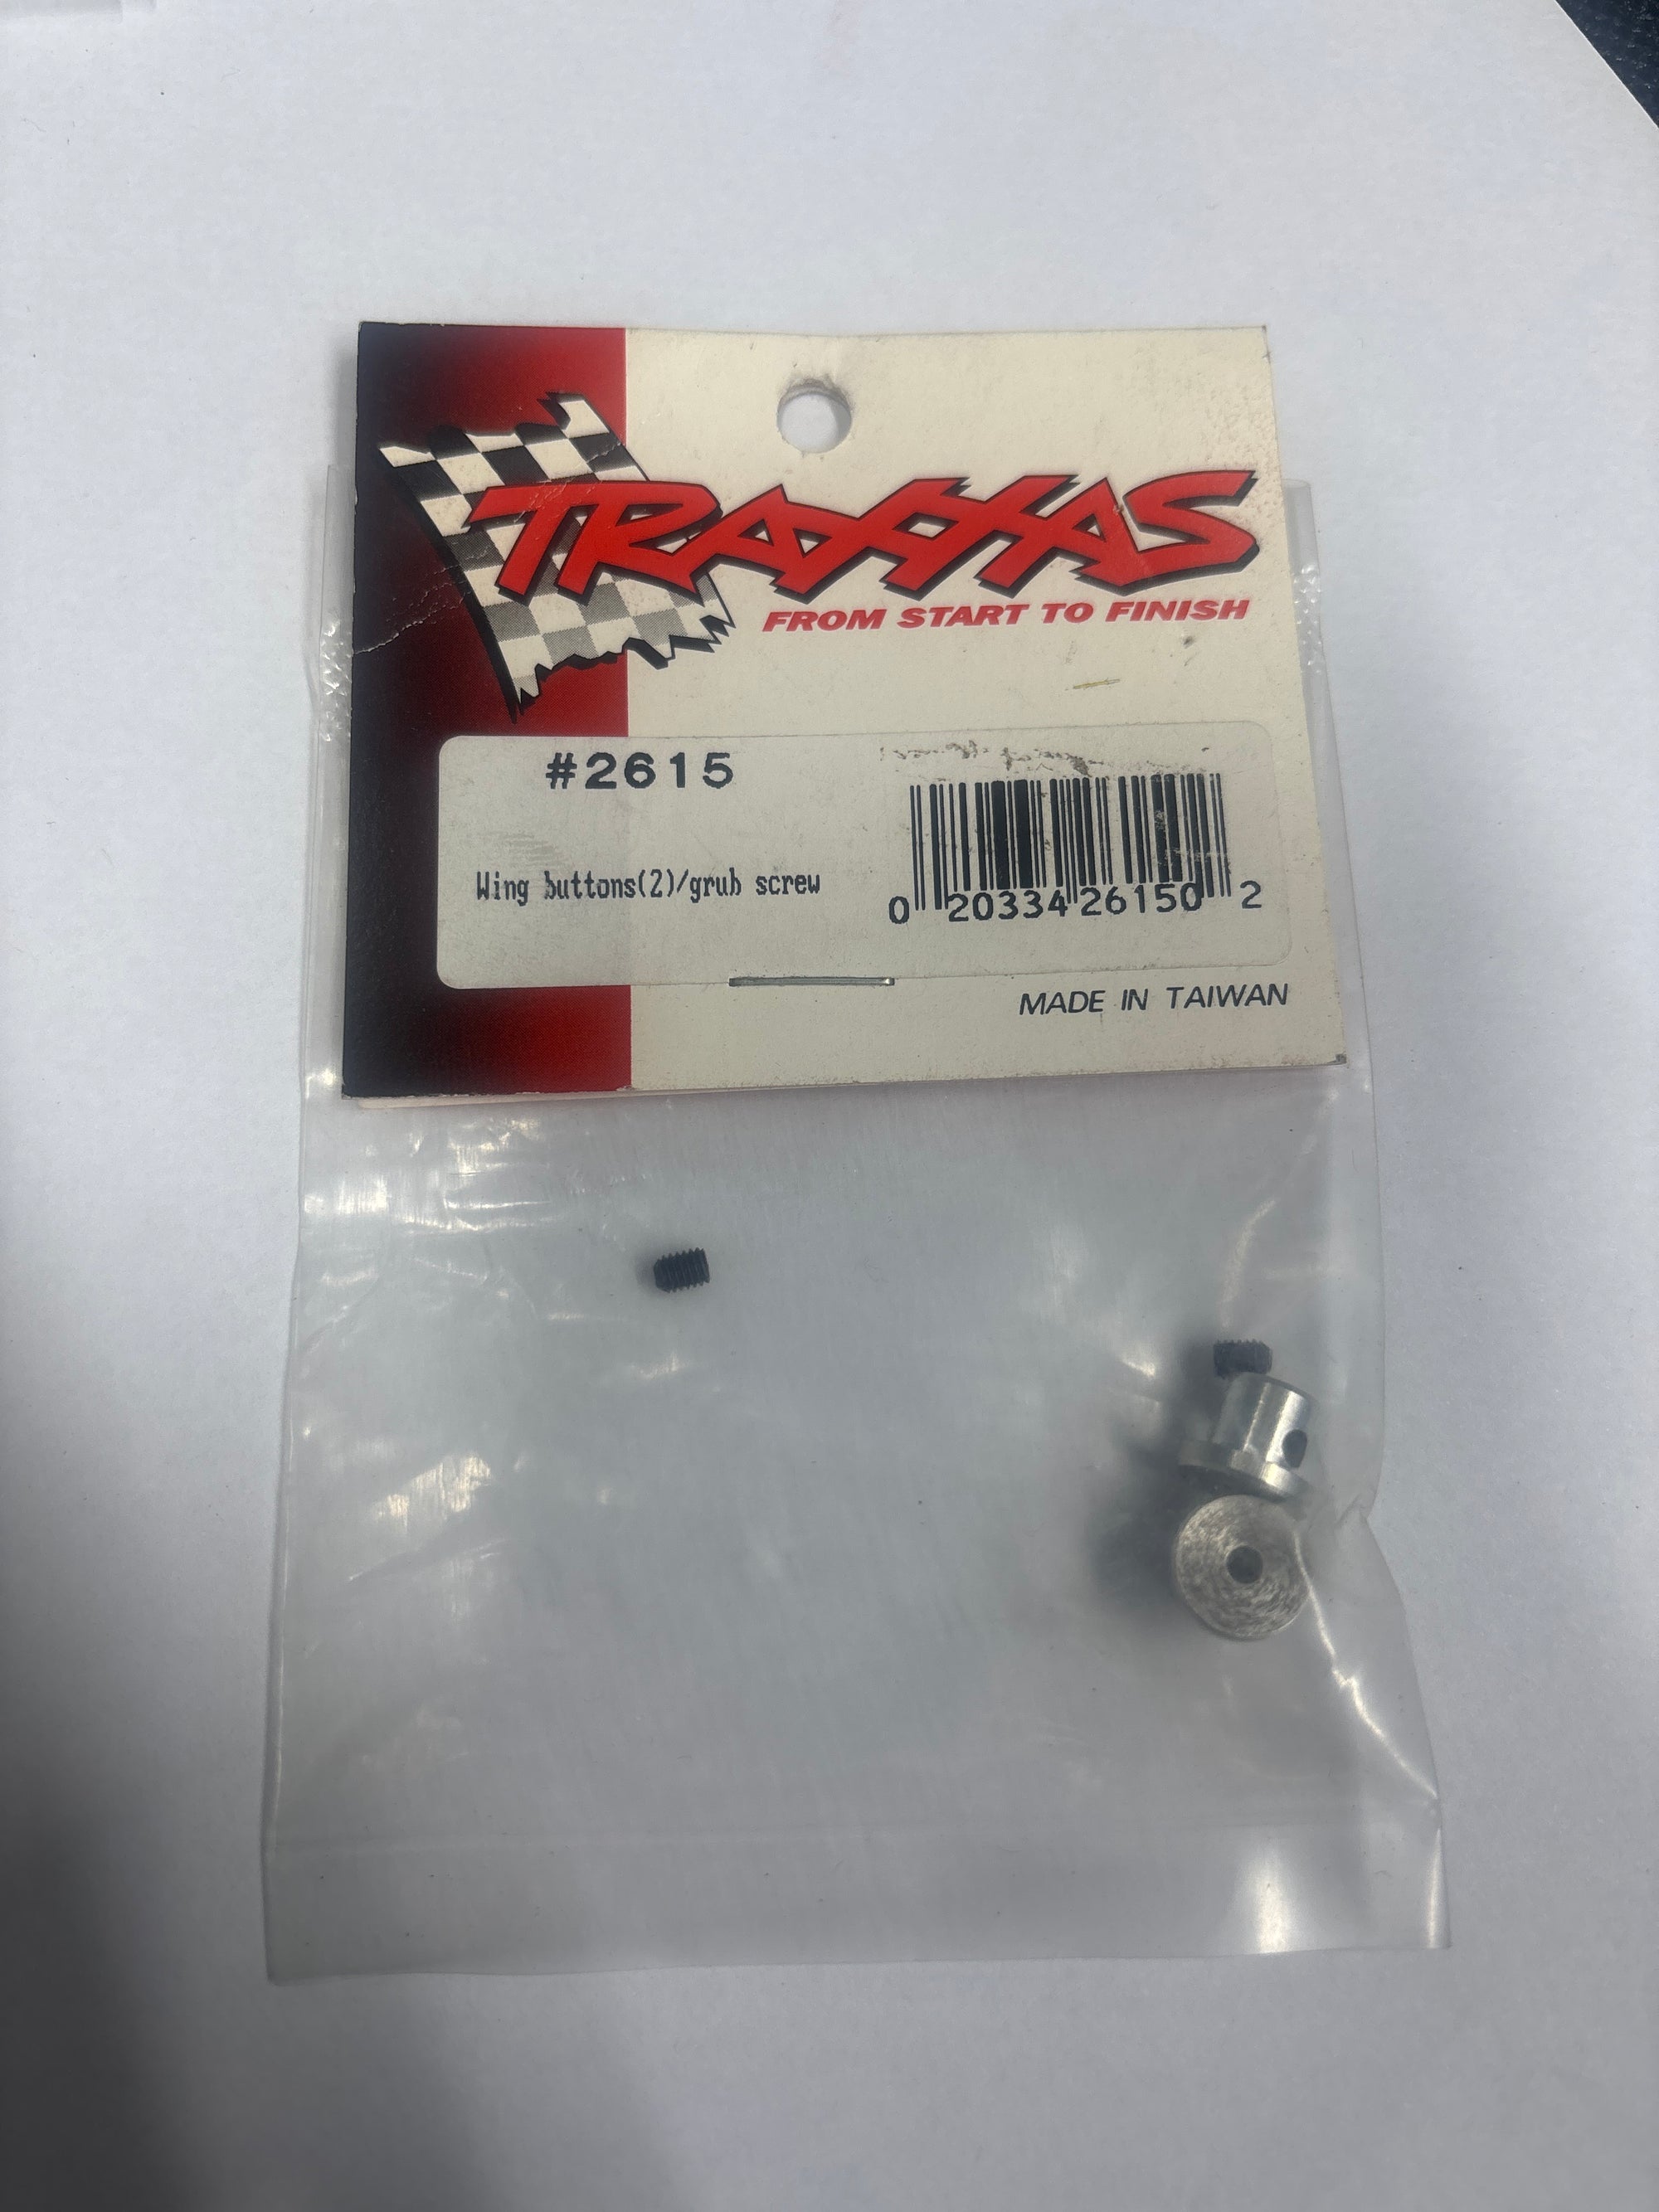 TRAXXAS
FROM START TO FINISH
#2615
Wing buttons(2)/grub screw
0 20334 26150 2
MADE IN TAIWAN